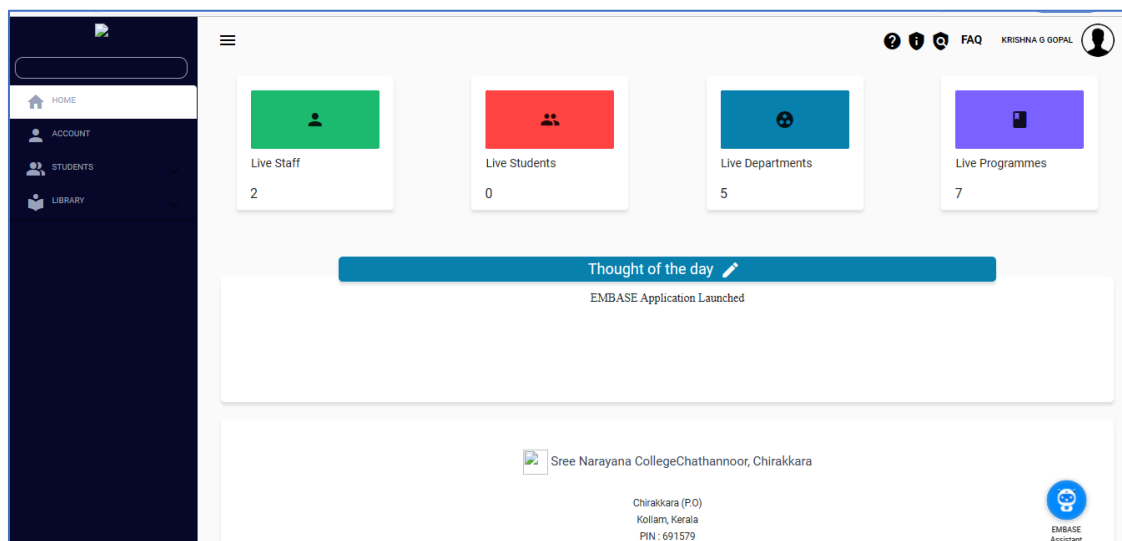 FAQ KRISHNA G GOPAL
HOME
ACCOUNT
STUDENTS
LIBRARY
Live Staff
2
Live Students
0
Live Departments
5
Live Programmes
7
Thought of the day
EMBASE Application Launched
Sree Narayana CollegeChathannoor, Chirakkara
Chirakkara (P.O)
Kollam, Kerala
PIN : 691579
EMBASE
Assistant